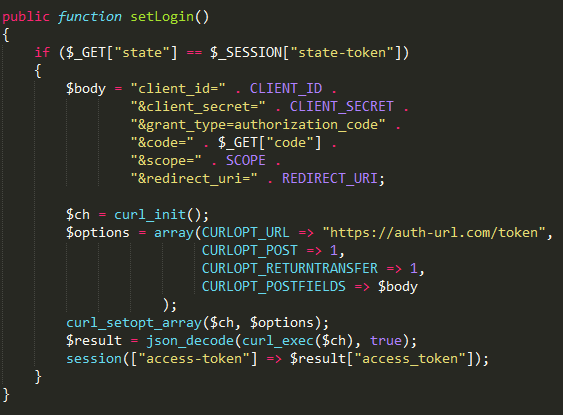 public function setLogin()
{
    if ($_GET["state"] == $_SESSION["state-token"])
    {
        $body = "client_id=" . CLIENT_ID .
                "&client_secret=" . CLIENT_SECRET .
                "&grant_type=authorization_code" .
                "&code=" . $_GET["code"] .
                "&scope=" . SCOPE .
                "&redirect_uri=" . REDIRECT_URI;

        $ch = curl_init();
        $options = array(CURLOPT_URL => "https://auth-url.com/token",
                         CURLOPT_POST => 1,
                         CURLOPT_RETURNTRANSFER => 1,
                         CURLOPT_POSTFIELDS => $body
                    );
        curl_setopt_array($ch, $options);
        $result = json_decode(curl_exec($ch), true);
        session(["access-token"] => $result["access_token"]);
    }
}